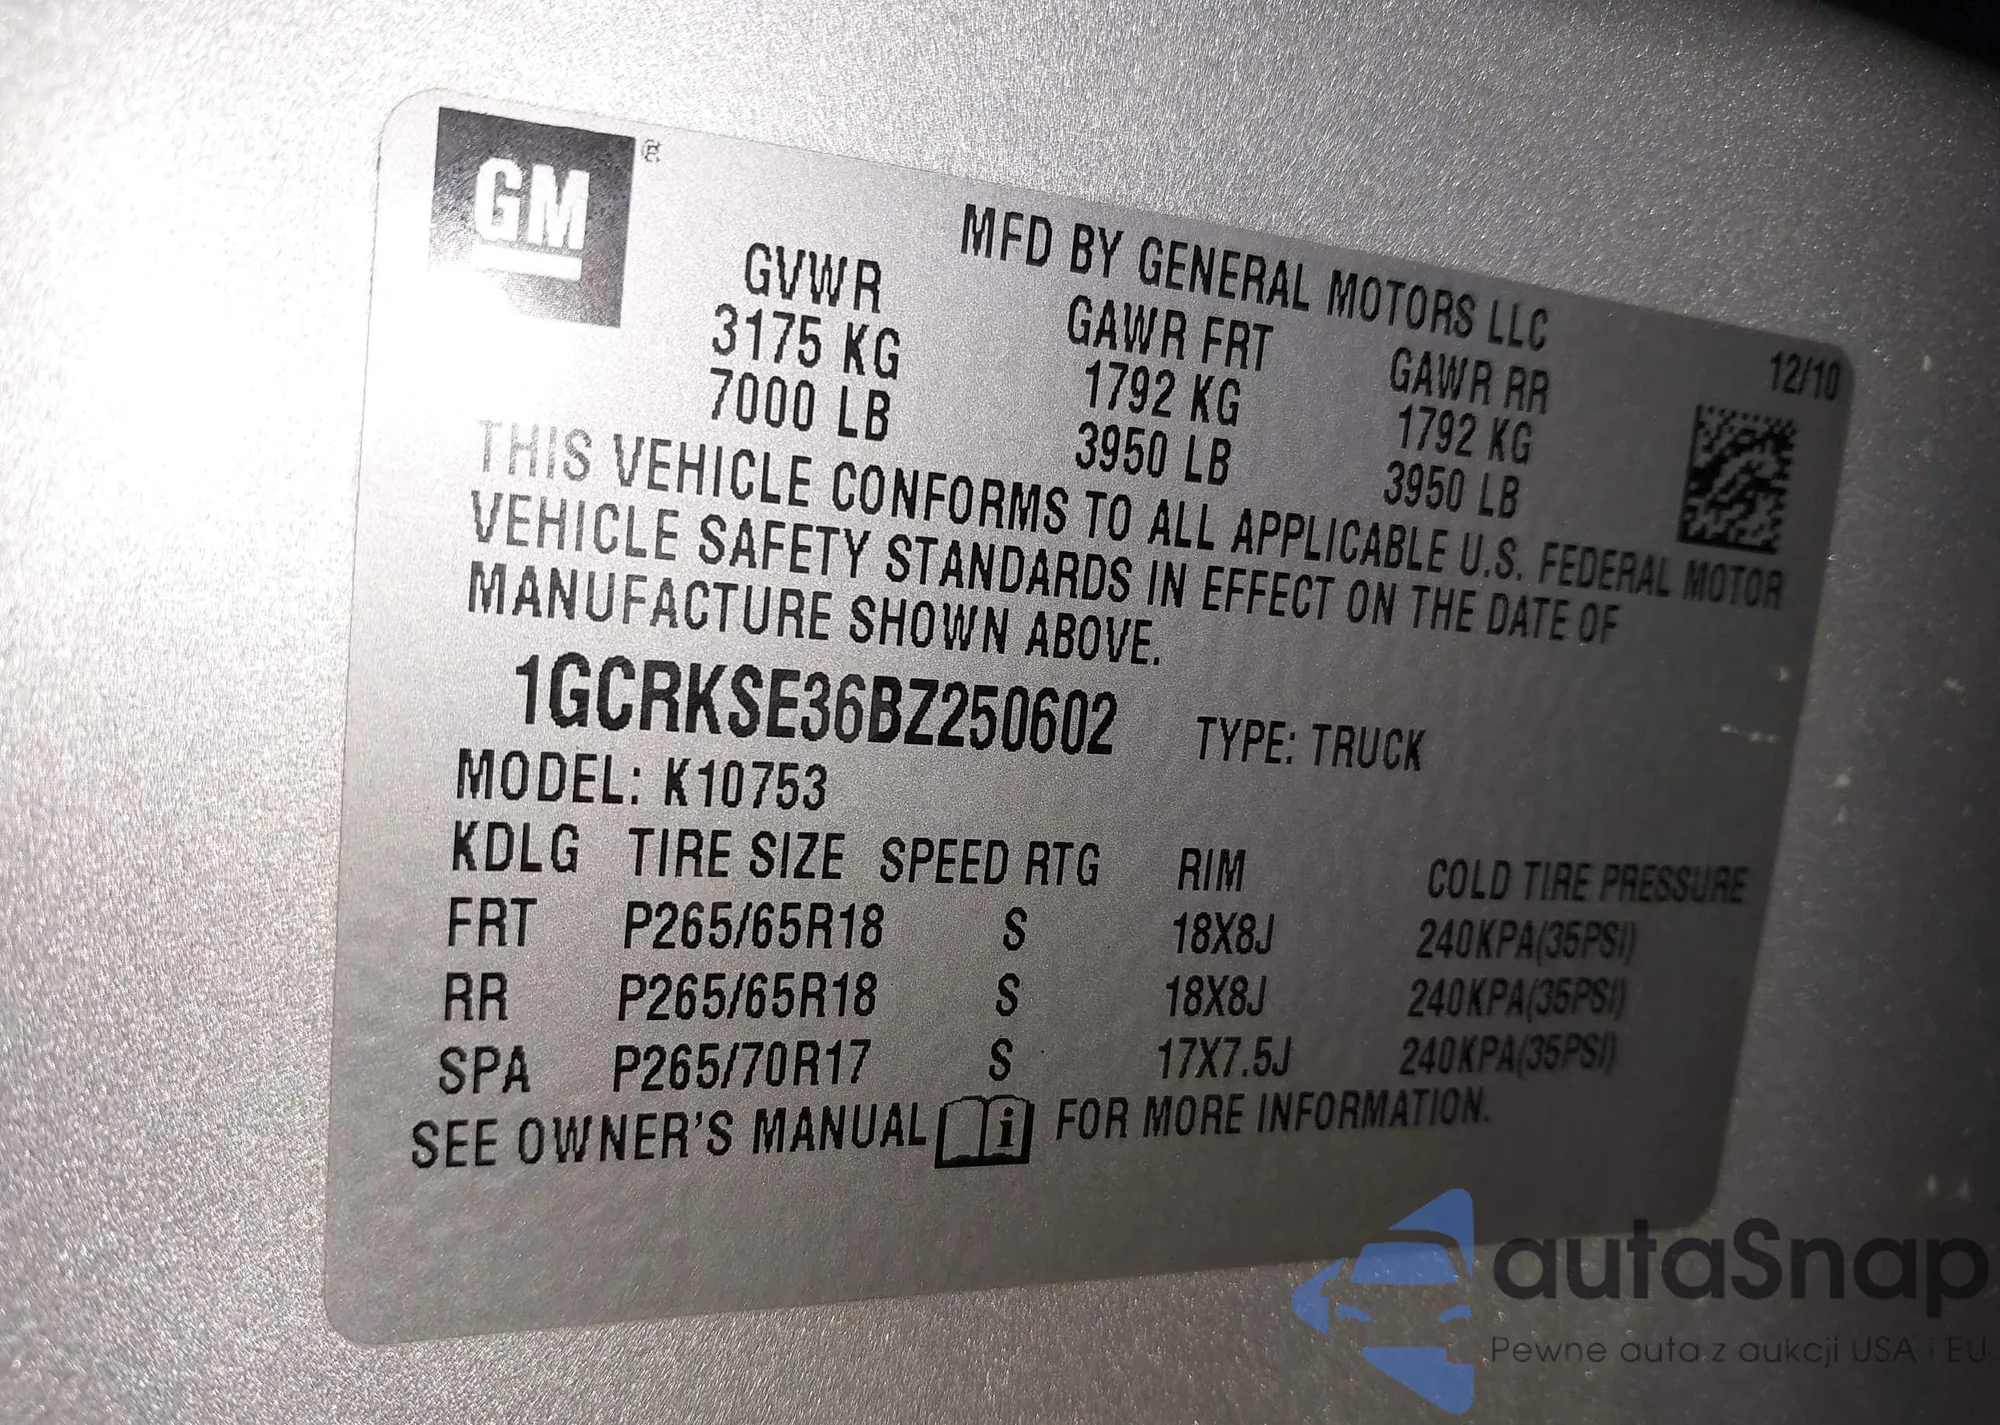 GM
MFD BY GENERAL MOTORS LLC
12/10
GVWR GAWR FRT GAWR RR
3175 KG 1792 KG 1792 KG
7000 LB 3950 LB 3950 LB
THIS VEHICLE CONFORMS TO ALL APPLICABLE U.S. FEDERAL MOTOR
VEHICLE SAFETY STANDARDS IN EFFECT ON THE DATE OF
MANUFACTURE SHOWN ABOVE.
1GCRKSE36BZ250602 TYPE: TRUCK
MODEL: K10753
KDLG TIRE SIZE SPEED RTG RIM COLD TIRE PRESSURE
FRT P265/65R18 S 18X8J 240KPA(35PSI)
RR P265/65R18 S 18X8J 240KPA(35PSI)
SPA P265/70R17 S 17X7.5J 240KPA(35PSI)
SEE OWNER'S MANUAL i FOR MORE INFORMATION.
autaSnap
Pewne auta z aukcji USA i EU